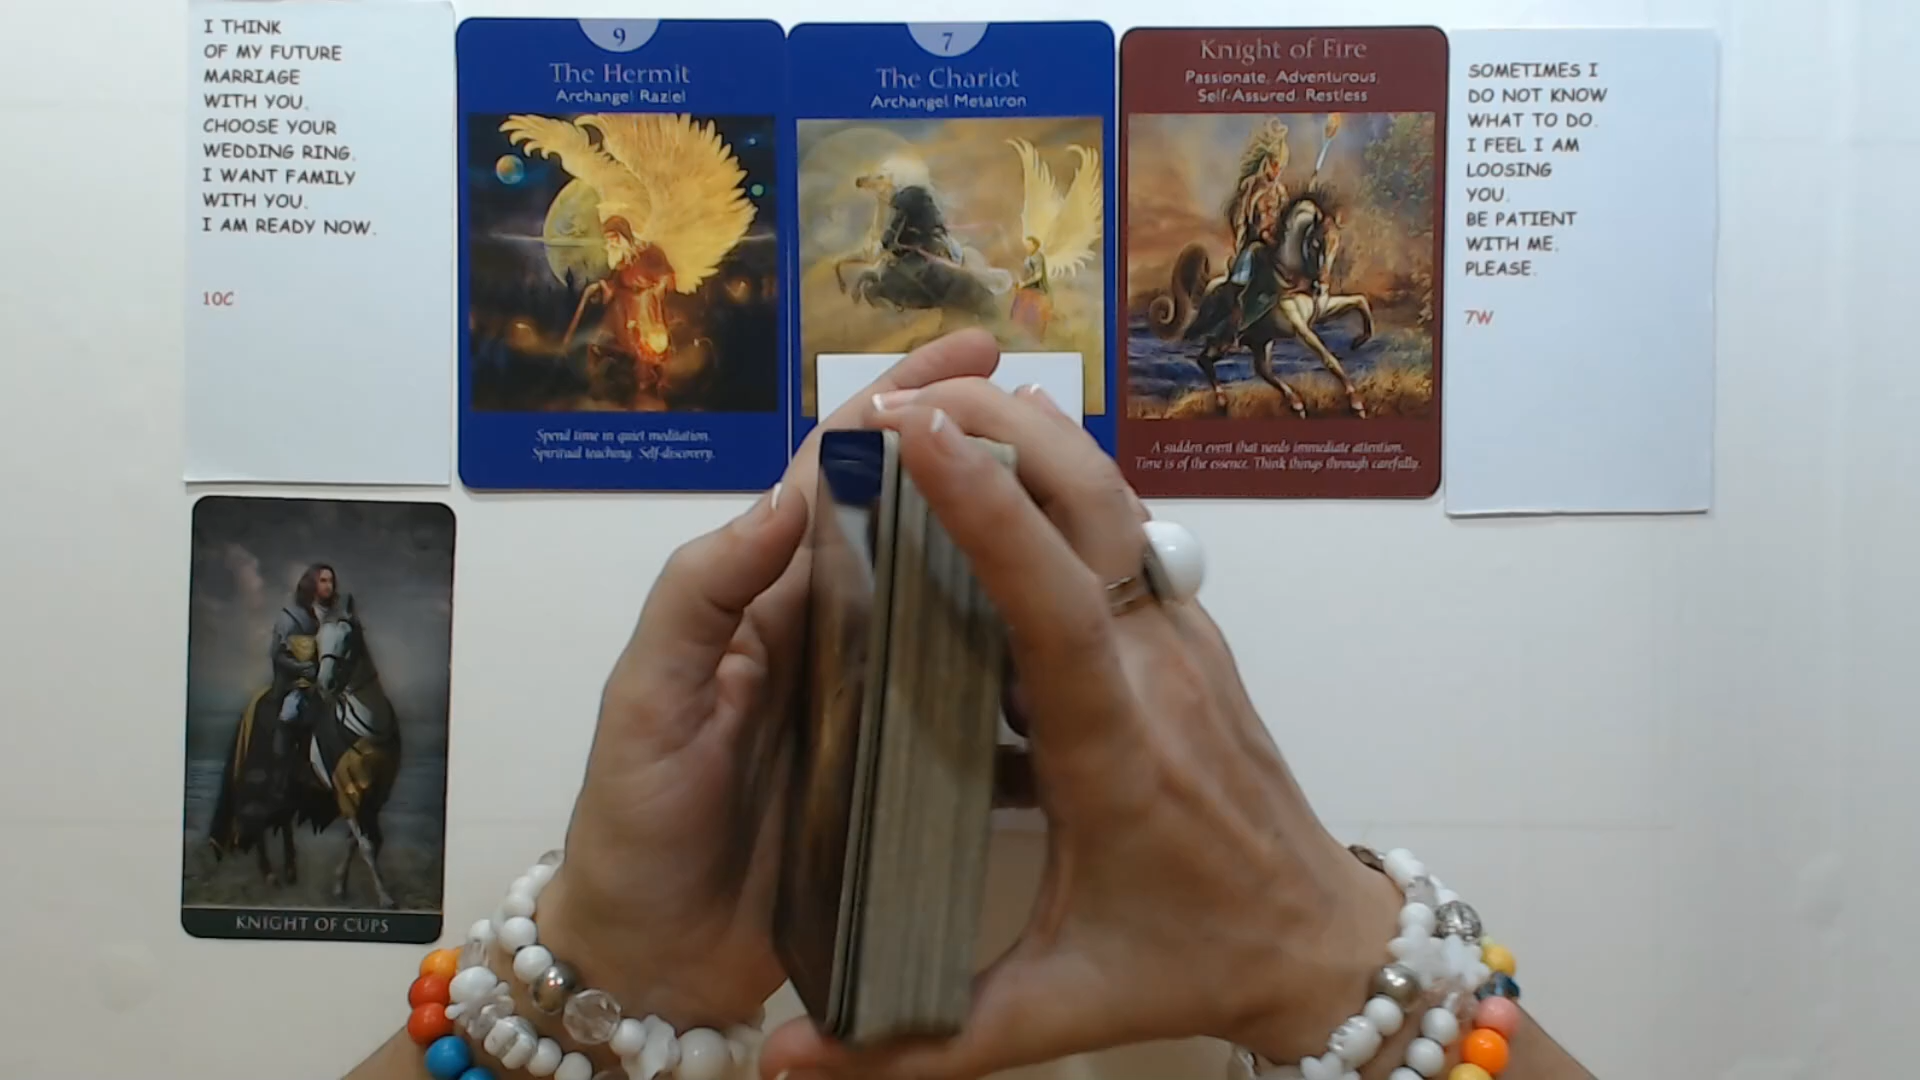 I THINK
OF MY FUTURE
MARRIAGE
WITH YOU.
CHOOSE YOUR
WEDDING RING.
I WANT FAMILY
WITH YOU.
I AM READY NOW.
10C
9
The Hermit
Archangel Raziel
Spend time in quiet meditation.
Spiritual teaching. Self-discovery.
7
The Chariot
Archangel Metatron
Knight of Fire
Passionate, Adventurous,
Self-Assured, Restless
A sudden event that needs immediate attention.
Time is of the essence. Think things through carefully.
SOMETIMES I
DO NOT KNOW
WHAT TO DO.
I FEEL I AM
LOOSING
YOU.
BE PATIENT
WITH ME.
PLEASE.
7W
KNIGHT OF CUPS